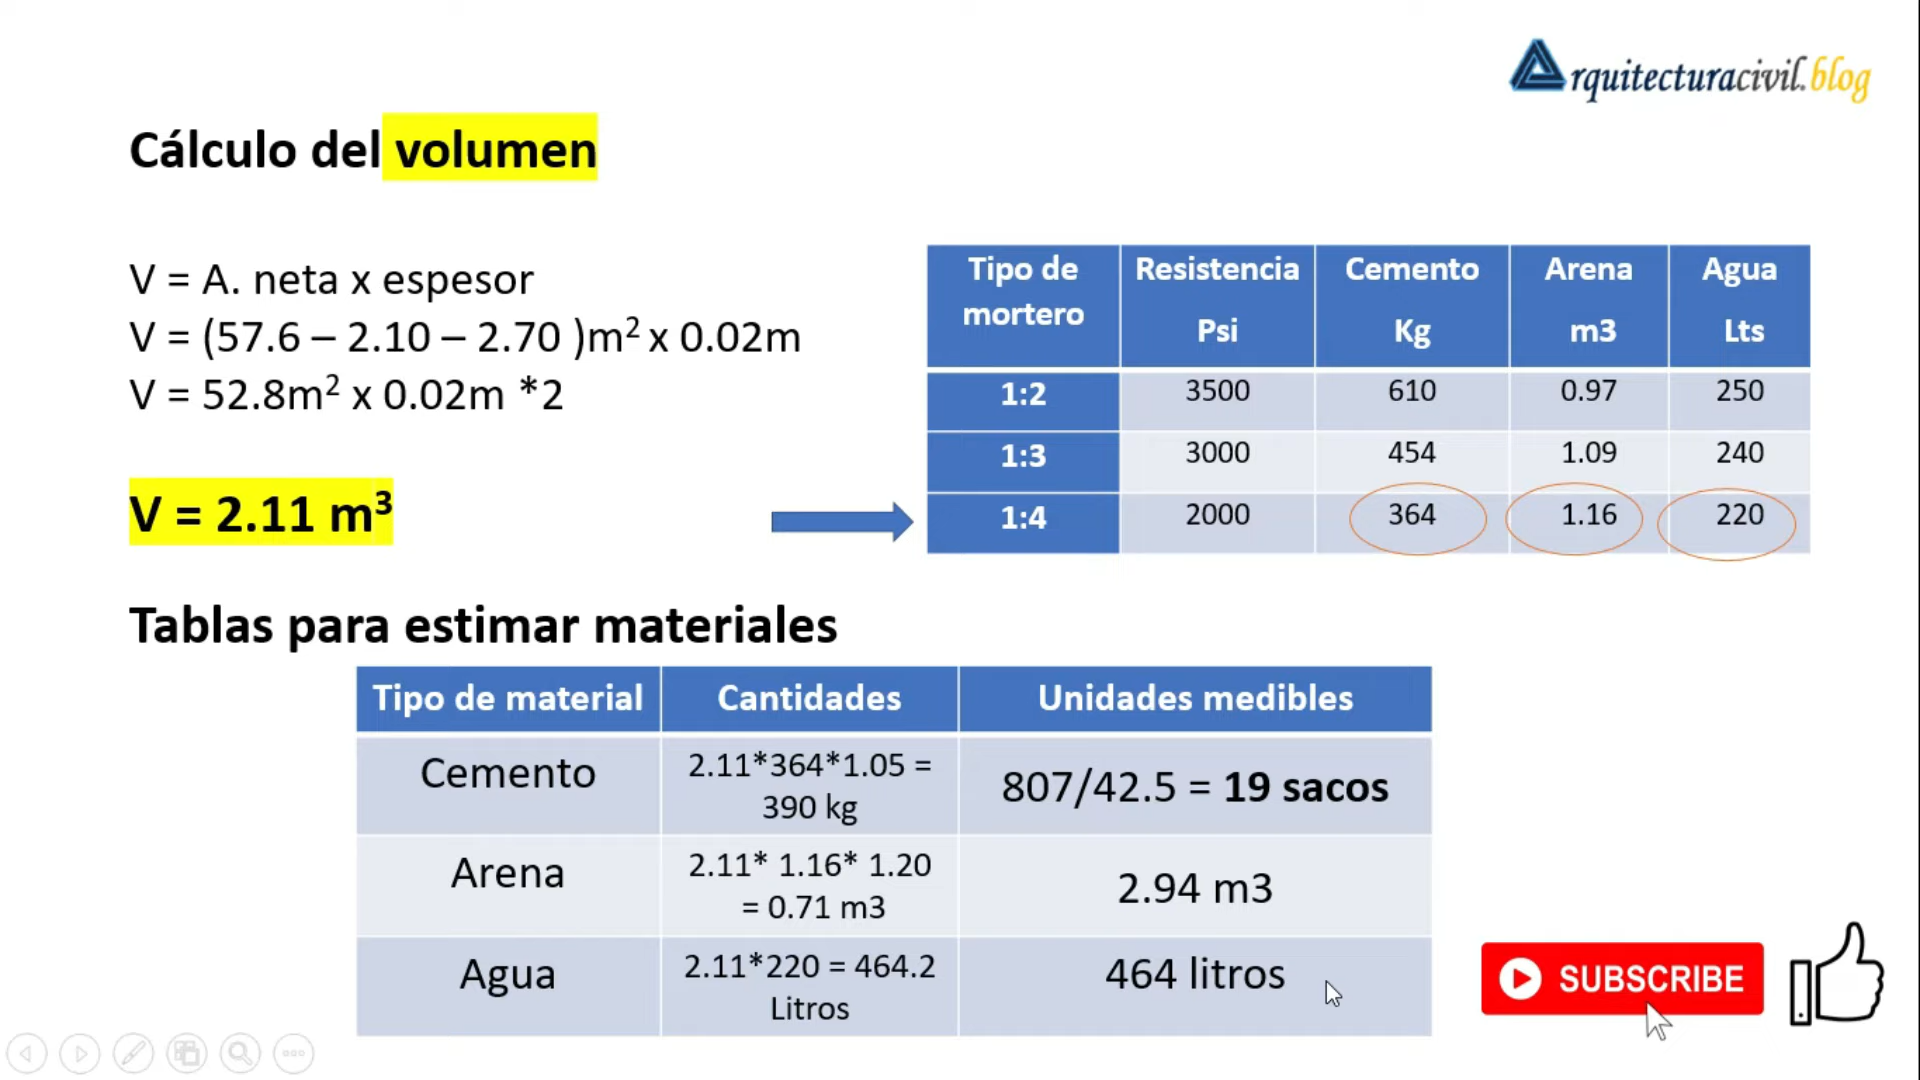 Arquitecturacivil.blog
Cálculo del volumen
V = A. neta x espesor
V = (57.6 – 2.10 – 2.70 )m² x 0.02m
V = 52.8m² x 0.02m *2
V = 2.11 m³
Tipo de mortero Resistencia Psi Cemento Kg Arena m3 Agua Lts
1:2 3500 610 0.97 250
1:3 3000 454 1.09 240
1:4 2000 364 1.16 220
Tablas para estimar materiales
Tipo de material Cantidades Unidades medibles
Cemento 2.11*364*1.05 = 390 kg 807/42.5 = 19 sacos
Arena 2.11* 1.16* 1.20 = 0.71 m3 2.94 m3
Agua 2.11*220 = 464.2 Litros 464 litros
SUBSCRIBE